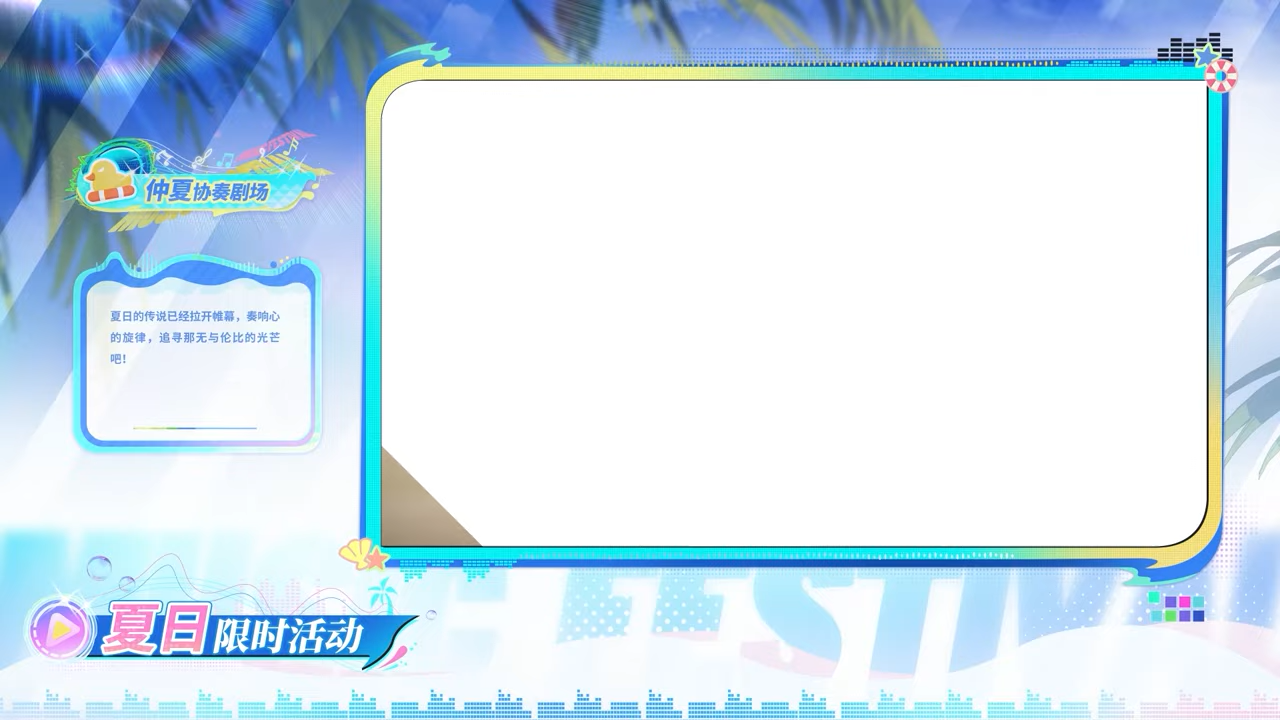 仲夏协奏剧场
夏日的传说已经拉开帷幕，奏响心
的旋律，追寻那无与伦比的光芒
吧！
夏日限时活动